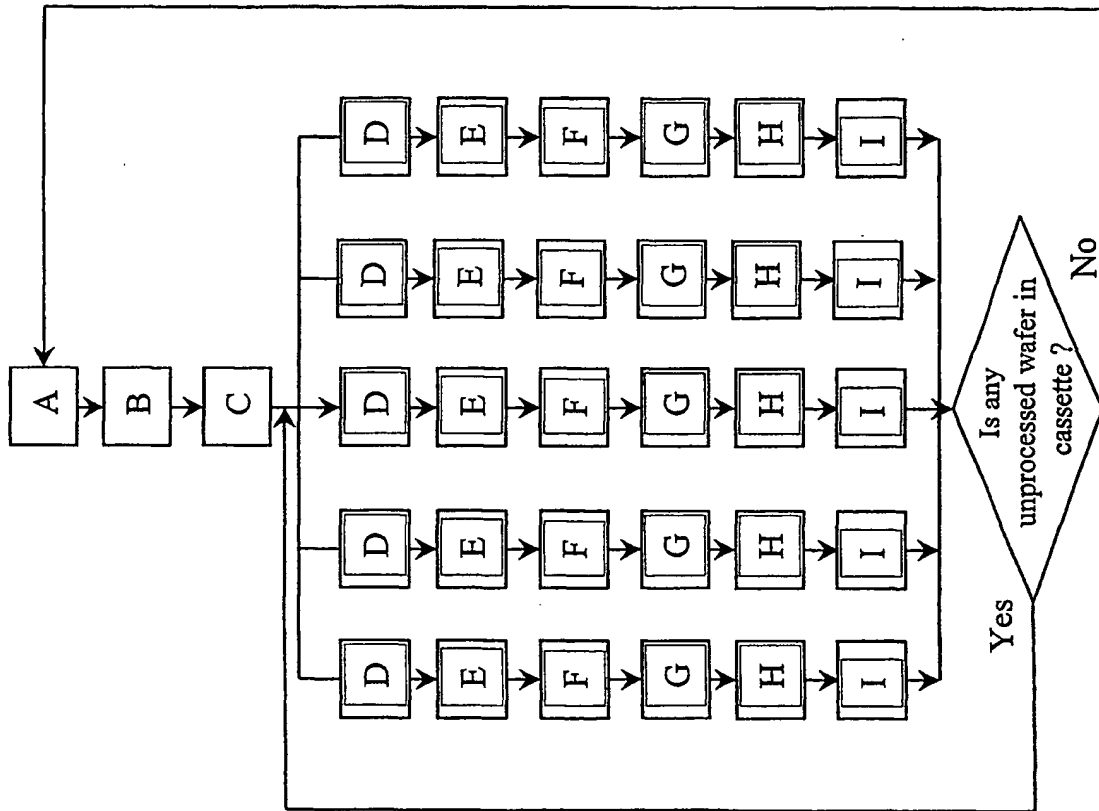 A
B
C
D D D D D
E E E E E
F F F F F
G G G G G
H H H H H
I I I I I
Yes
Is any
unprocessed wafer in
cassette ?
No